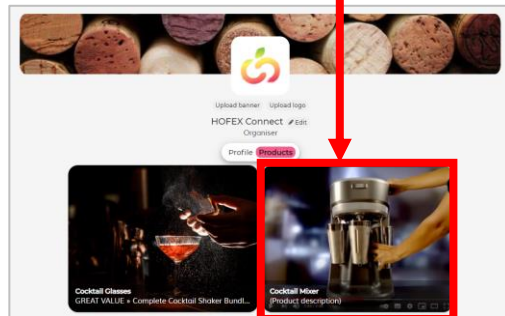 Upload banner Upload logo
HOFEX Connect Edit
Organiser
Profile Products
Cocktail Glasses
GREAT VALUE + Complete Cocktail Shaker Bundl...
Cocktail Mixer
(Product description)